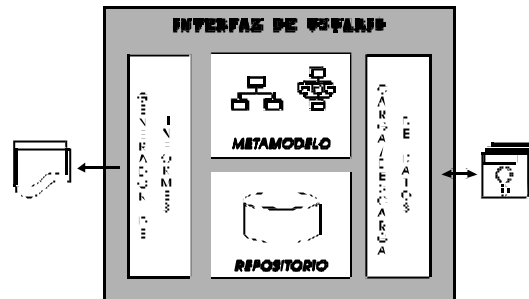 INTERFAZ DE USUARIO
GENERADOR DE
INFORMES
METAMODELO
REPOSITORIO
CARGA/DESCARGA
DE DATOS